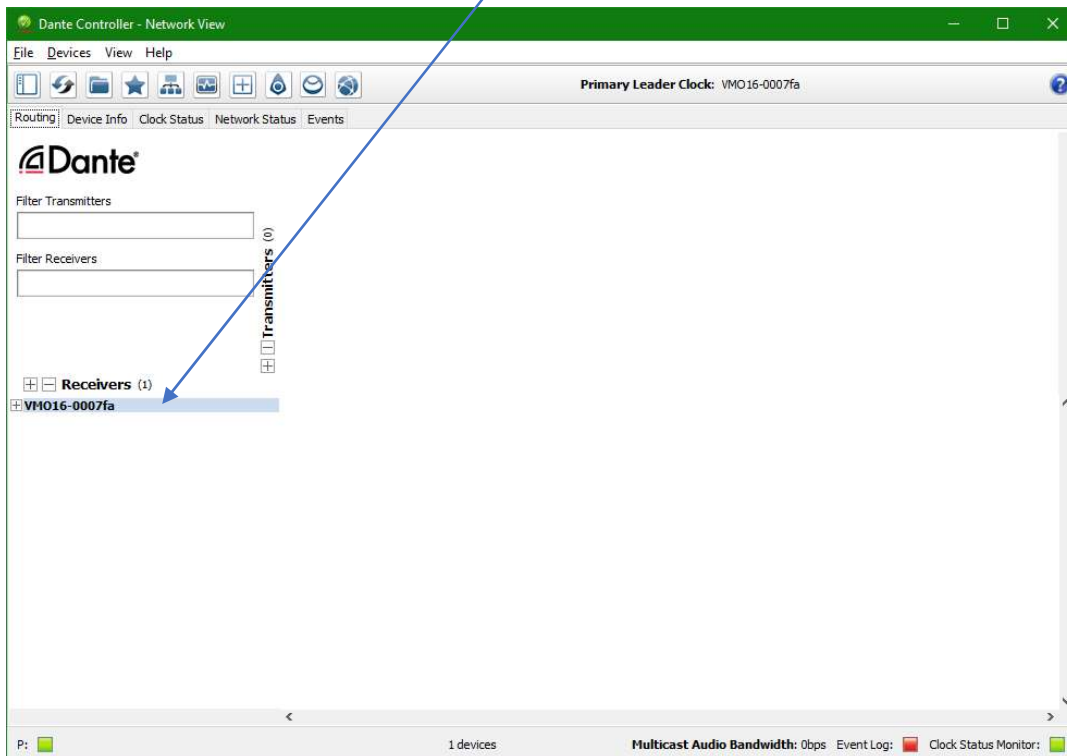 Dante Controller - Network View
File Devices View Help
Primary Leader Clock: VMO16-0007fa
Routing Device Info Clock Status Network Status Events
Dante®
Filter Transmitters
Filter Receivers
Transmitters (0)
Receivers (1)
VMO16-0007fa
P: 1 devices Multicast Audio Bandwidth: 0bps Event Log: Clock Status Monitor: